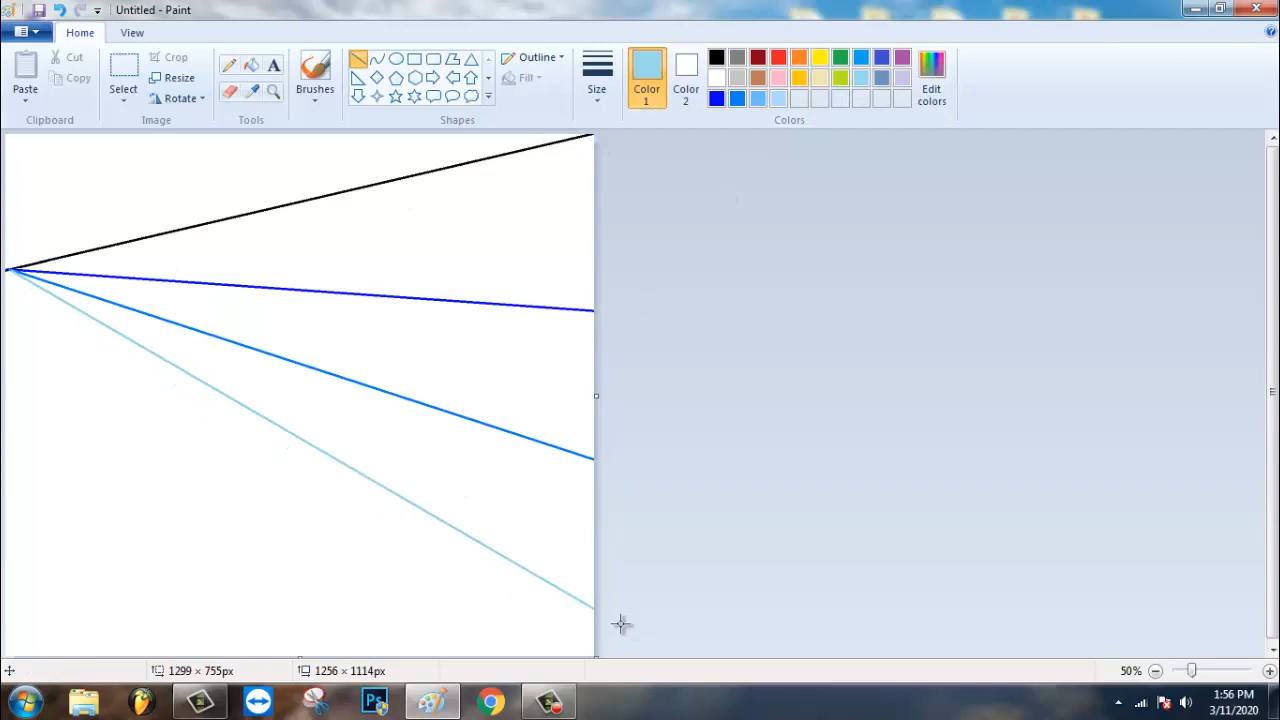 Untitled - Paint
Home View
Paste
Cut
Copy
Clipboard
Select
Crop
Resize
Rotate
Image
A
Tools
Brushes
Outline
Fill
Shapes
Size
Color 1
Color 2
Edit colors
Colors
1299 × 755px
1256 × 1114px
50%
Ps
1:56 PM
3/11/2020